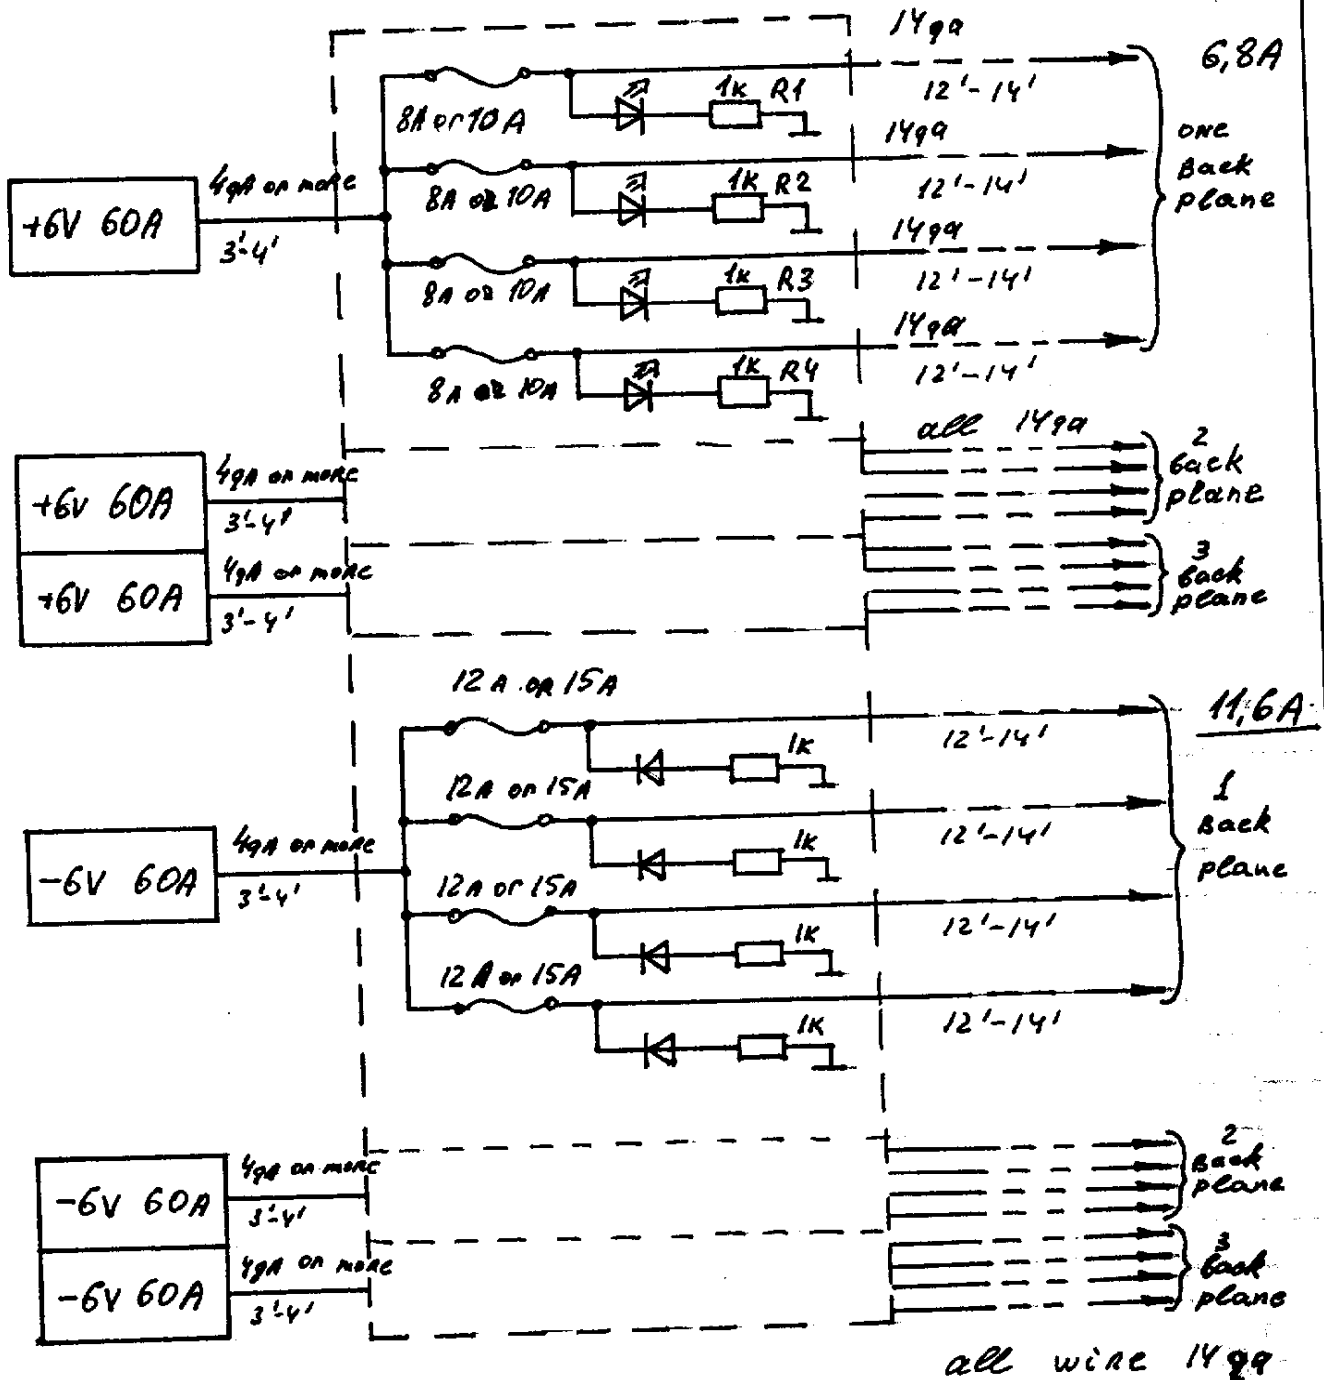 14ga
6,8A
12'-14'
1k R1
8A or 10A
14ga
one
Back
plane
4gA or more
+6V 60A
3'-4'
12'-14'
1k R2
8A or 10A
14ga
12'-14'
1k R3
8A or 10A
14ga
12'-14'
1k R4
8A or 10A
all 14ga
2
back
plane
4gA or more
+6V 60A
3'-4'
3
back
plane
4gA or more
+6V 60A
3'-4'
12A OR 15A
11,6A
12'-14'
1k
12A or 15A
1
Back
plane
12'-14'
1k
4gA or more
-6V 60A
3'-4'
12A or 15A
12'-14'
1k
12A or 15A
12'-14'
1k
2
Back
plane
4gA or more
-6V 60A
3'-4'
3
back
plane
4gA or more
-6V 60A
3'-4'
all wire 14ga